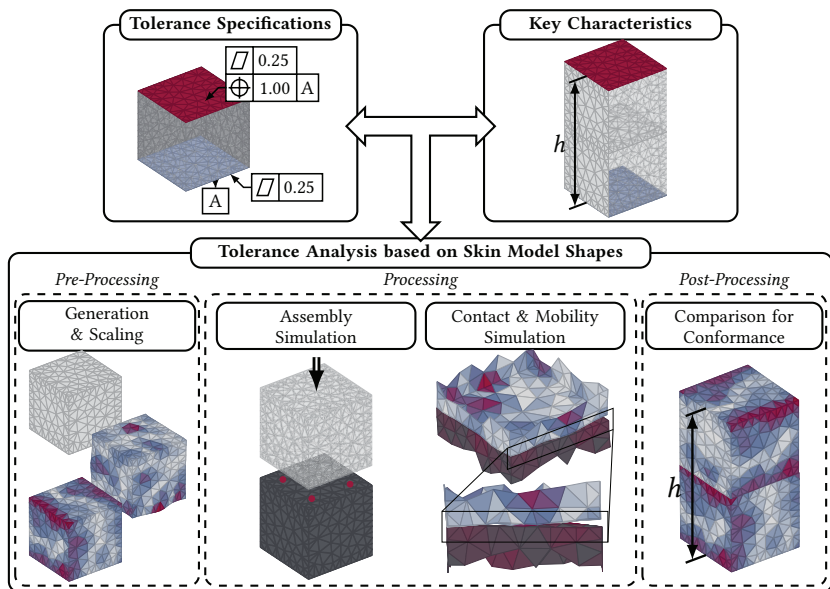 Tolerance Specifications
0.25
1.00 A
0.25
A
Key Characteristics
h
Tolerance Analysis based on Skin Model Shapes
Pre-Processing
Generation
& Scaling
Processing
Assembly
Simulation
Contact & Mobility
Simulation
Post-Processing
Comparison for
Conformance
h